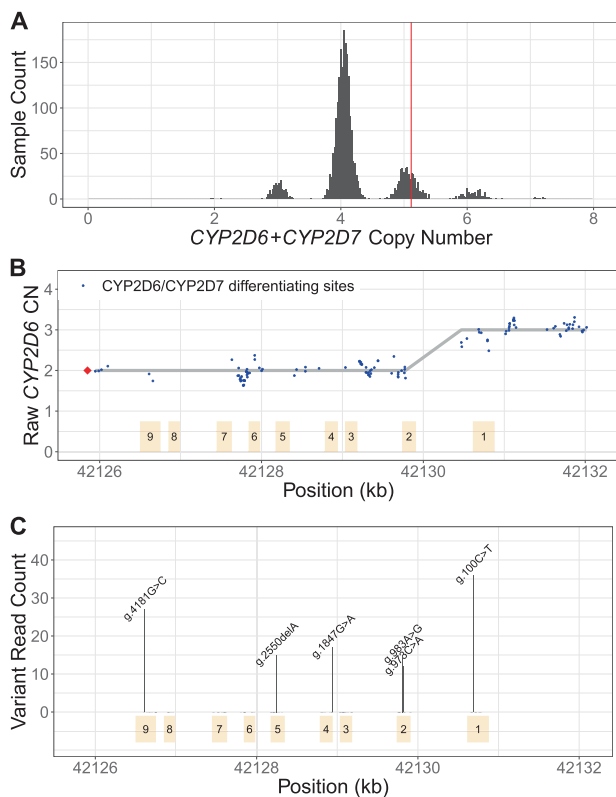 A
Sample Count
150
100
50
0
0 2 4 6 8
CYP2D6+CYP2D7 Copy Number
B
Raw CYP2D6 CN
CYP2D6/CYP2D7 differentiating sites
4
3
2
1
0
9 8 7 6 5 4 3 2 1
42126 42128 42130 42132
Position (kb)
C
Variant Read Count
40
30
20
10
0
g.4181G>C
g.2550delA
g.1847G>A
g.983A>G
g.973C>A
g.100C>T
9 8 7 6 5 4 3 2 1
42126 42128 42130 42132
Position (kb)